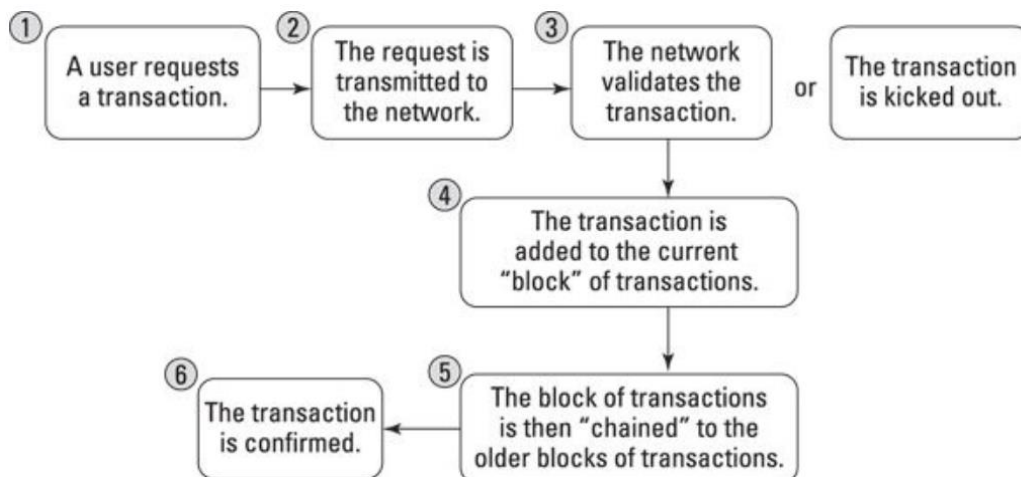 1
A user requests
a transaction.
2
The request is
transmitted to
the network.
3
The network
validates the
transaction.
or
The transaction
is kicked out.
4
The transaction is
added to the current
“block” of transactions.
5
The block of transactions
is then “chained” to the
older blocks of transactions.
6
The transaction
is confirmed.